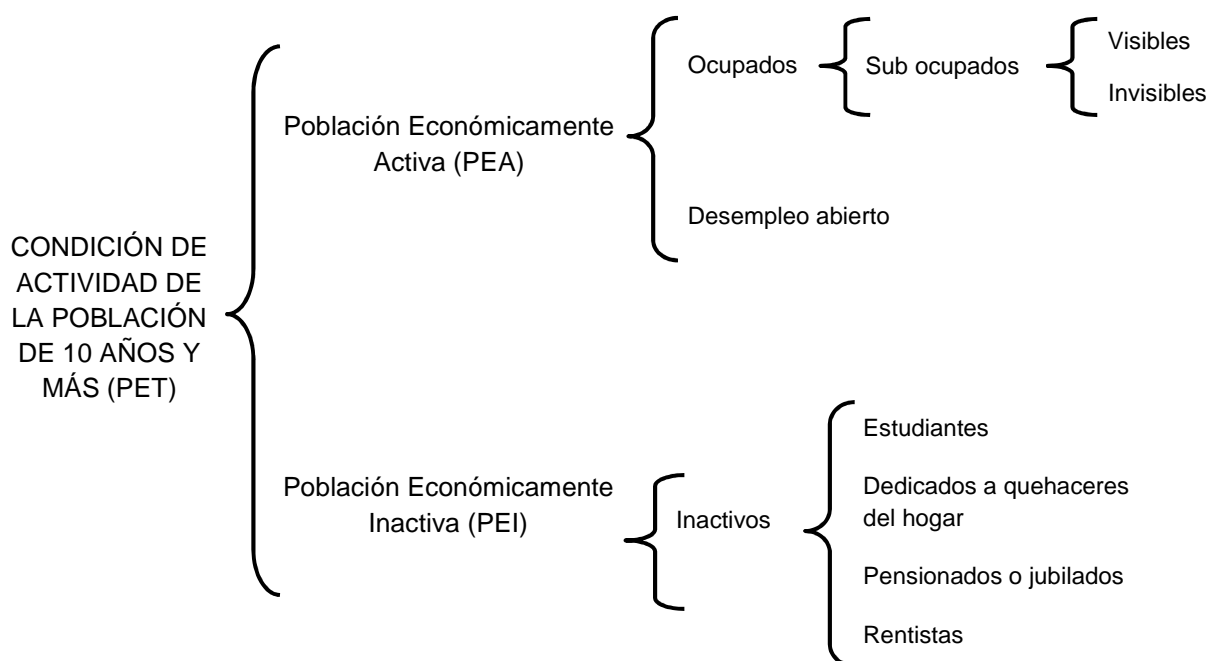 CONDICIÓN DE
ACTIVIDAD DE
LA POBLACIÓN
DE 10 AÑOS Y
MÁS (PET)
Población Económicamente
Activa (PEA)
Ocupados
Sub ocupados
Visibles
Invisibles
Desempleo abierto
Población Económicamente
Inactiva (PEI)
Inactivos
Estudiantes
Dedicados a quehaceres
del hogar
Pensionados o jubilados
Rentistas